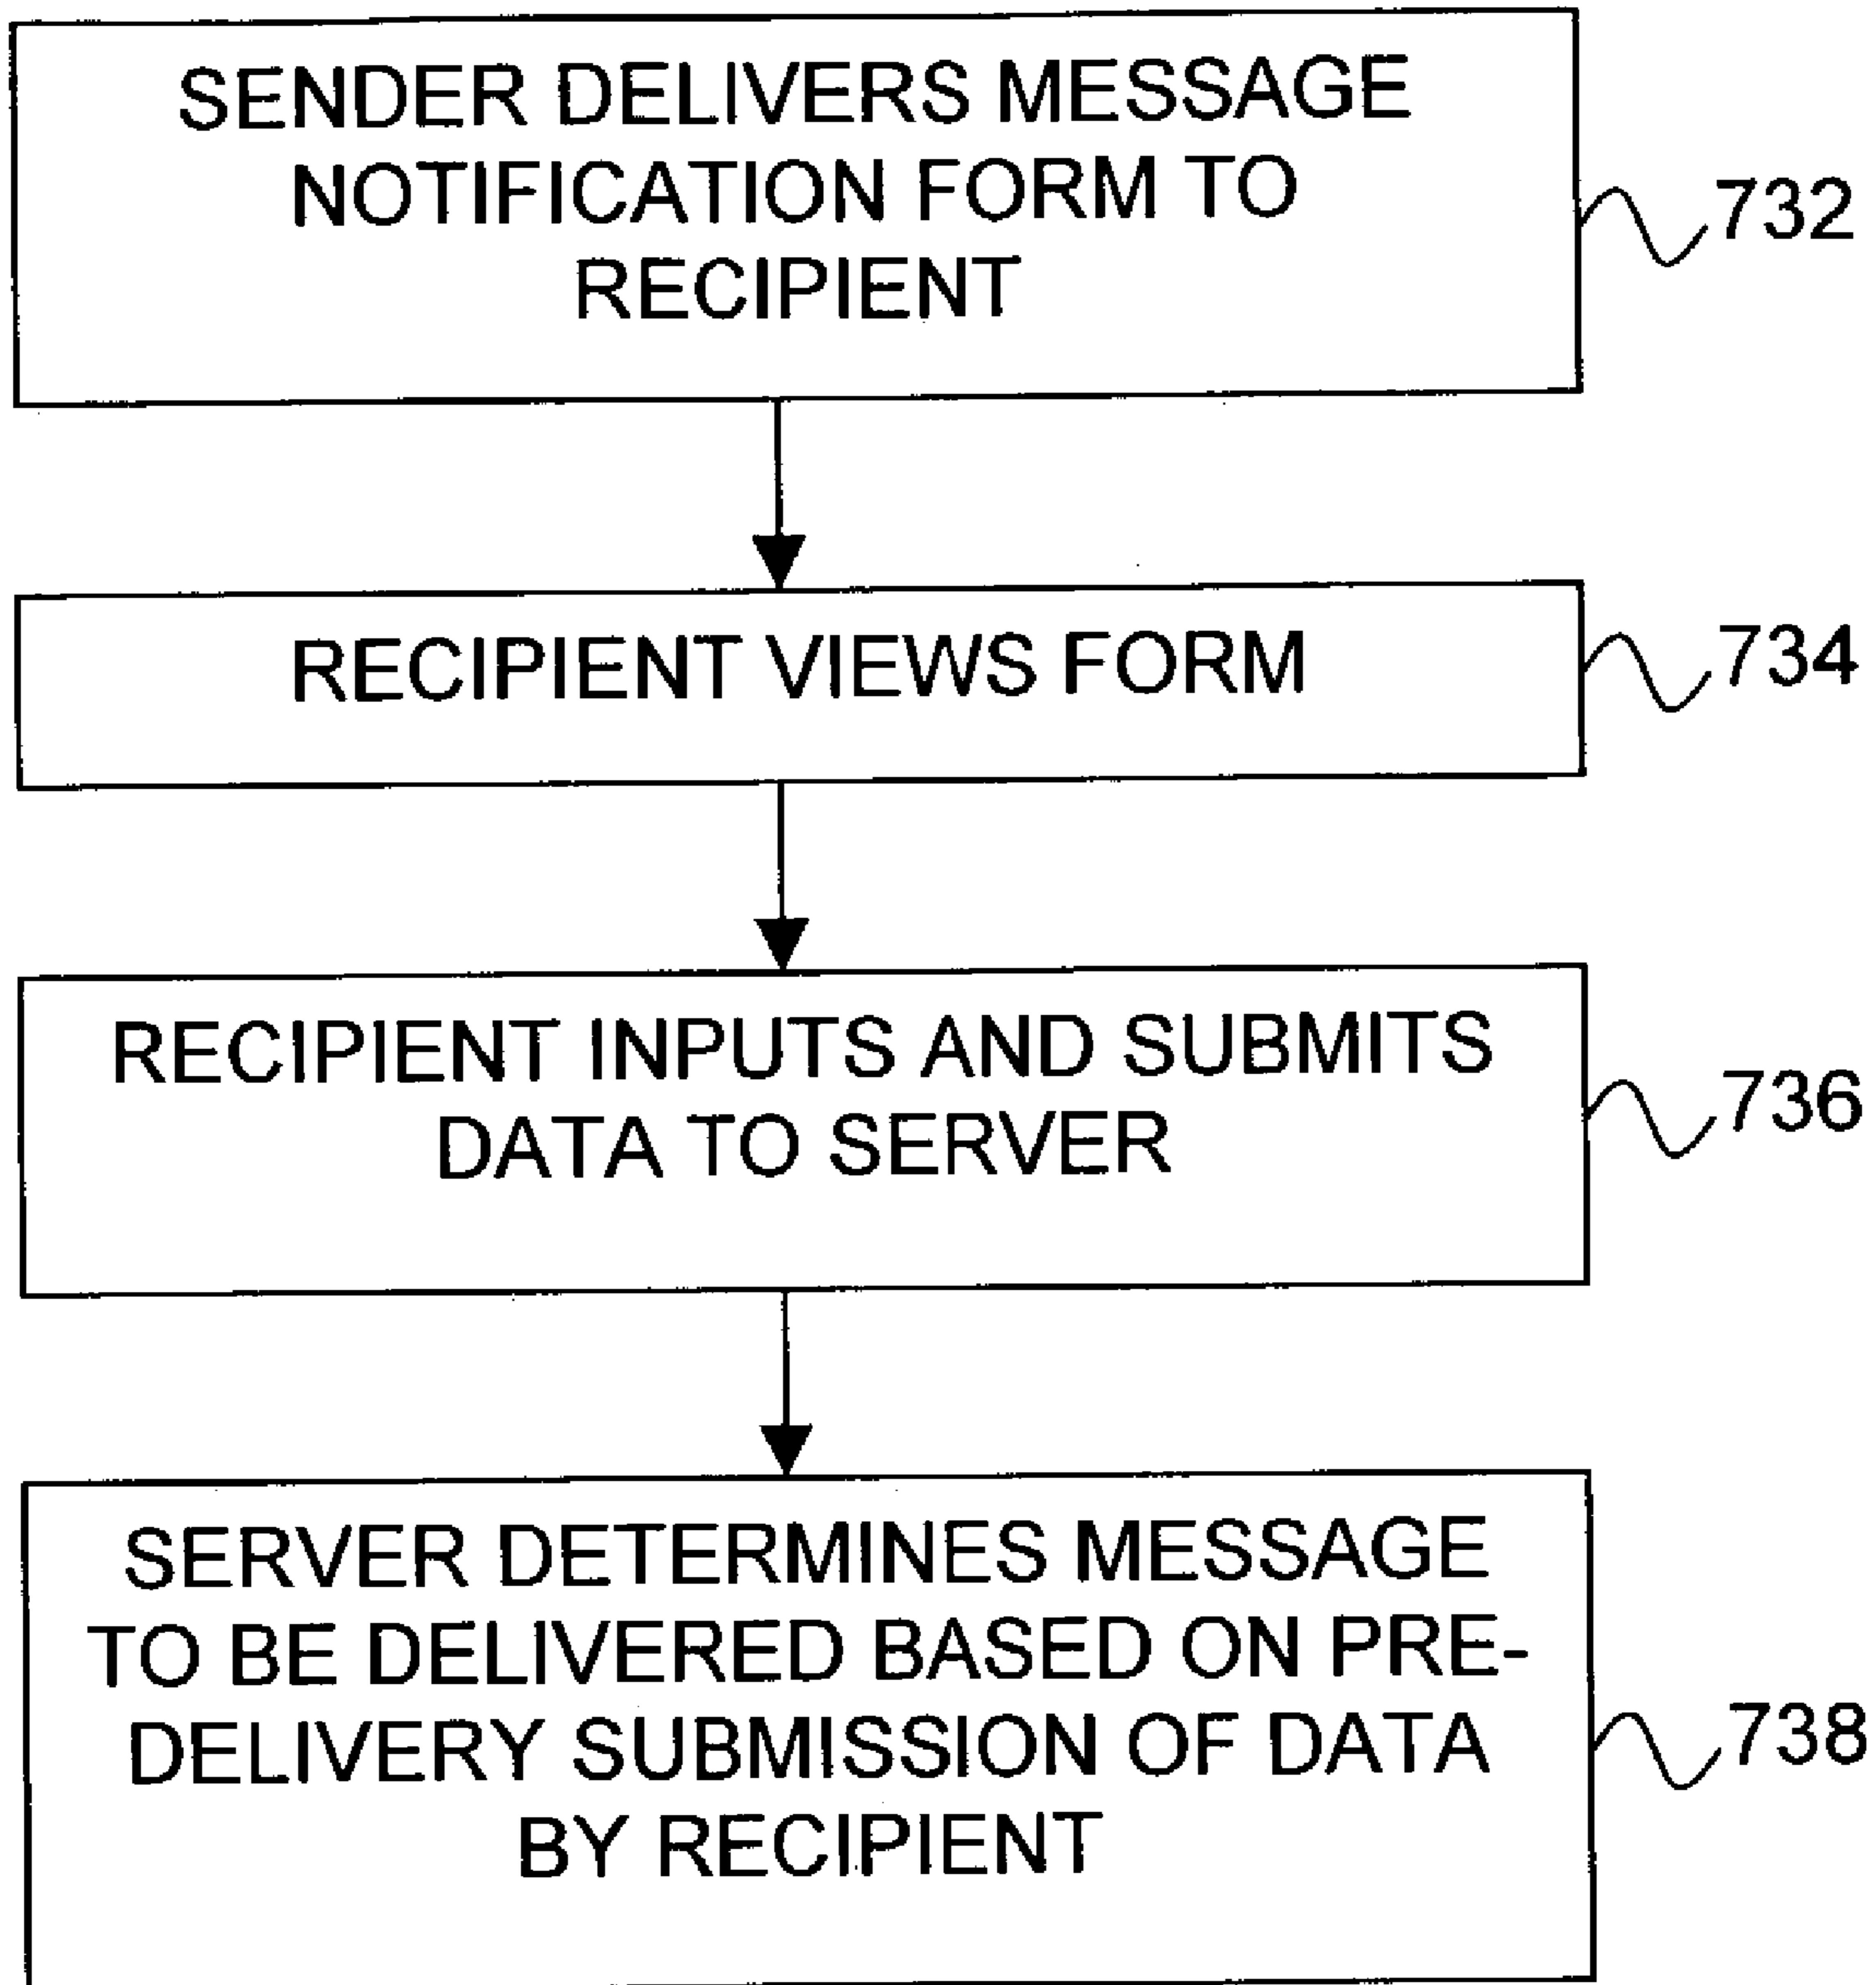 SENDER DELIVERS MESSAGE
NOTIFICATION FORM TO
RECIPIENT
732
RECIPIENT VIEWS FORM
734
RECIPIENT INPUTS AND SUBMITS
DATA TO SERVER
736
SERVER DETERMINES MESSAGE
TO BE DELIVERED BASED ON PRE-
DELIVERY SUBMISSION OF DATA
BY RECIPIENT
738